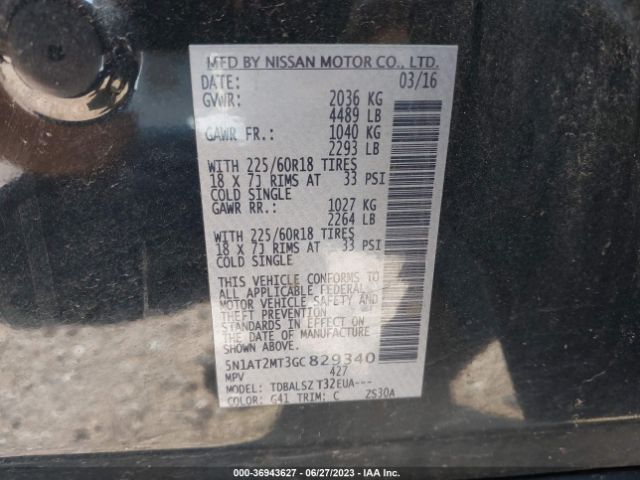 MFD BY NISSAN MOTOR CO., LTD.
DATE: 03/16
GVWR: 2036 KG
4489 LB
GAWR FR.: 1040 KG
2293 LB
WITH 225/60R18 TIRES
18 X 7J RIMS AT 33 PSI
COLD SINGLE
GAWR RR.: 1027 KG
2264 LB
WITH 225/60R18 TIRES
18 X 7J RIMS AT 33 PSI
COLD SINGLE
THIS VEHICLE CONFORMS TO
ALL APPLICABLE FEDERAL
MOTOR VEHICLE SAFETY AND
THEFT PREVENTION
STANDARDS IN EFFECT ON
THE DATE OF MANUFACTURE
SHOWN ABOVE.
5N1AT2MT3GC829340
MPV 427
MODEL: TDBALSZ T32EUA---
COLOR: G41 TRIM: C ZS30A
000-36943627 - 06/27/2023 - IAA Inc.